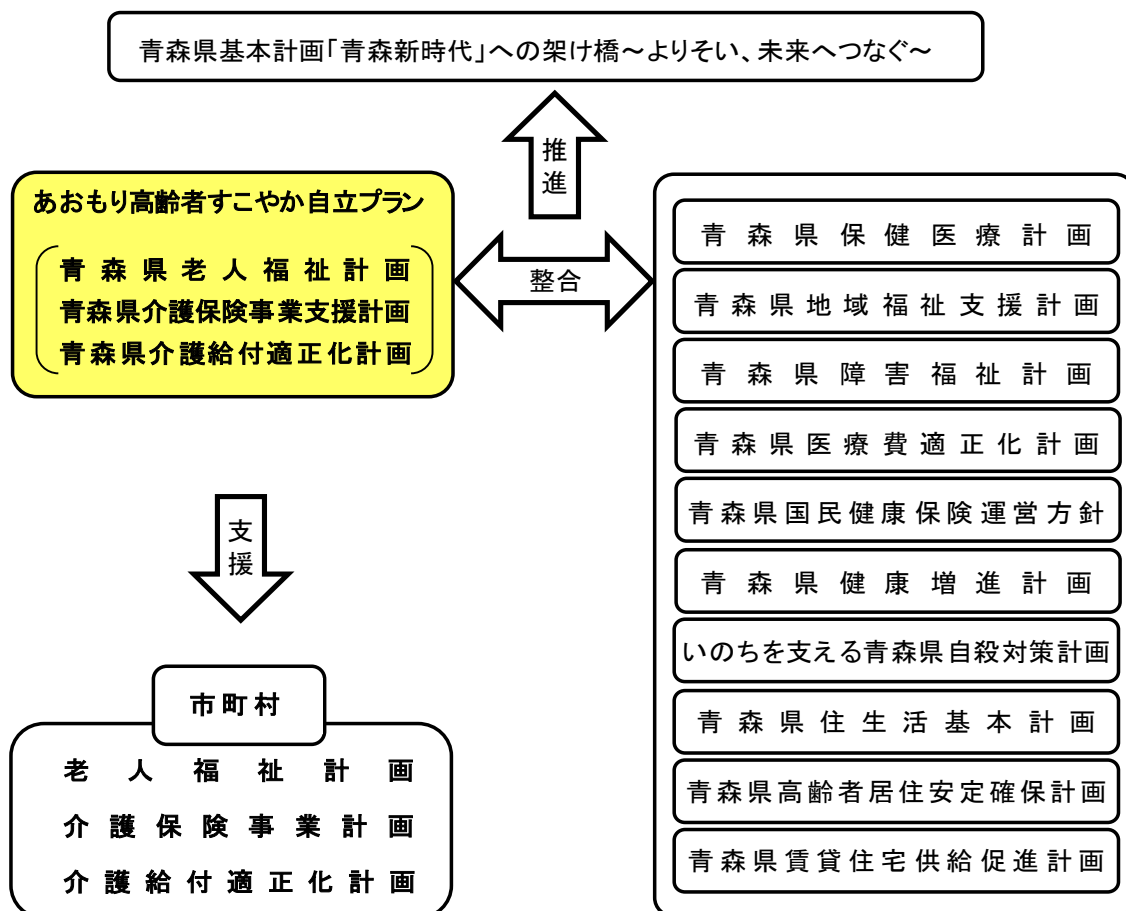 青森県基本計画「青森新時代」への架け橋～よりそい、未来へつなぐ～
推進
あおもり高齢者すこやか自立プラン
青森県老人福祉計画
青森県介護保険事業支援計画
青森県介護給付適正化計画
整合
青森県保健医療計画
青森県地域福祉支援計画
青森県障害福祉計画
青森県医療費適正化計画
青森県国民健康保険運営方針
青森県健康増進計画
いのちを支える青森県自殺対策計画
青森県住生活基本計画
青森県高齢者居住安定確保計画
青森県賃貸住宅供給促進計画
支援
市町村
老人福祉計画
介護保険事業計画
介護給付適正化計画